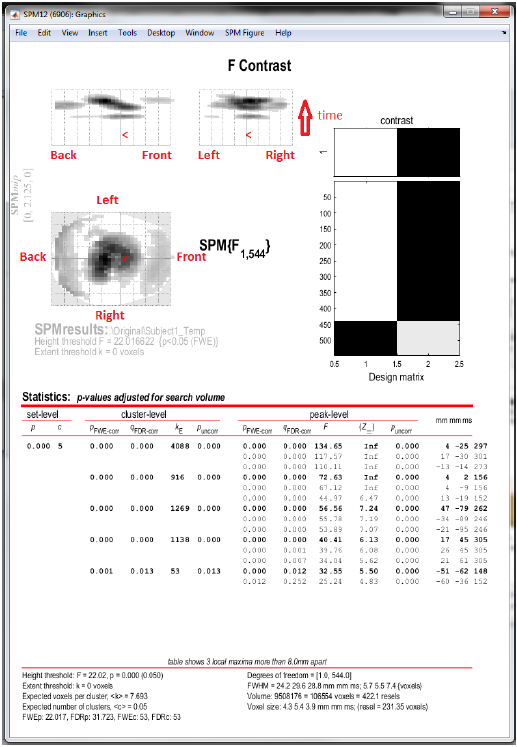 SPM12 (6906): Graphics
File Edit View Insert Tools Desktop Window SPM Figure Help
F Contrast
time
contrast
<
<
Back Front Left Right
1
SPMmip
[0, 2.125, 0]
Left
Back
Front
<
Right
SPM{F1,544}
50
100
150
200
250
300
350
400
450
500
0.5 1 1.5 2 2.5
Design matrix
SPMresults: .\Original\Subject1_Temp
Height threshold F = 22.016622 {p<0.05 (FWE)}
Extent threshold k = 0 voxels
Statistics: p-values adjusted for search volume
set-level cluster-level peak-level mm mm ms
p c pFWE-corr qFDR-corr kE puncorr pFWE-corr qFDR-corr F (Z≡) puncorr
0.000 5 0.000 0.000 4088 0.000 0.000 0.000 134.65 Inf 0.000 4 -25 297
0.000 0.000 117.57 Inf 0.000 17 -30 301
0.000 0.000 110.11 Inf 0.000 -13 -14 273
0.000 0.000 916 0.000 0.000 0.000 72.63 Inf 0.000 4 2 156
0.000 0.000 67.12 Inf 0.000 4 -9 156
0.000 0.000 44.97 6.47 0.000 13 -19 152
0.000 0.000 1269 0.000 0.000 0.000 56.56 7.24 0.000 47 -79 262
0.000 0.000 55.78 7.19 0.000 -34 -89 246
0.000 0.000 53.89 7.07 0.000 -21 -95 246
0.000 0.000 1138 0.000 0.000 0.000 40.41 6.13 0.000 17 45 305
0.000 0.001 39.76 6.08 0.000 26 45 305
0.000 0.007 34.04 5.62 0.000 21 61 305
0.001 0.013 53 0.013 0.000 0.012 32.55 5.50 0.000 -51 -62 148
0.012 0.252 25.24 4.83 0.000 -60 -36 152
table shows 3 local maxima more than 8.0mm apart
Height threshold: F = 22.02, p = 0.000 (0.050)
Extent threshold: k = 0 voxels
Expected voxels per cluster, <k> = 7.693
Expected number of clusters, <c> = 0.05
FWEp: 22.017, FDRp: 31.723, FWEc: 53, FDRc: 53
Degrees of freedom = [1.0, 544.0]
FWHM = 24.2 29.6 28.8 mm mm ms; 5.7 5.5 7.4 {voxels}
Volume: 9508176 = 106554 voxels = 422.1 resels
Voxel size: 4.3 5.4 3.9 mm mm ms; (resel = 231.35 voxels)